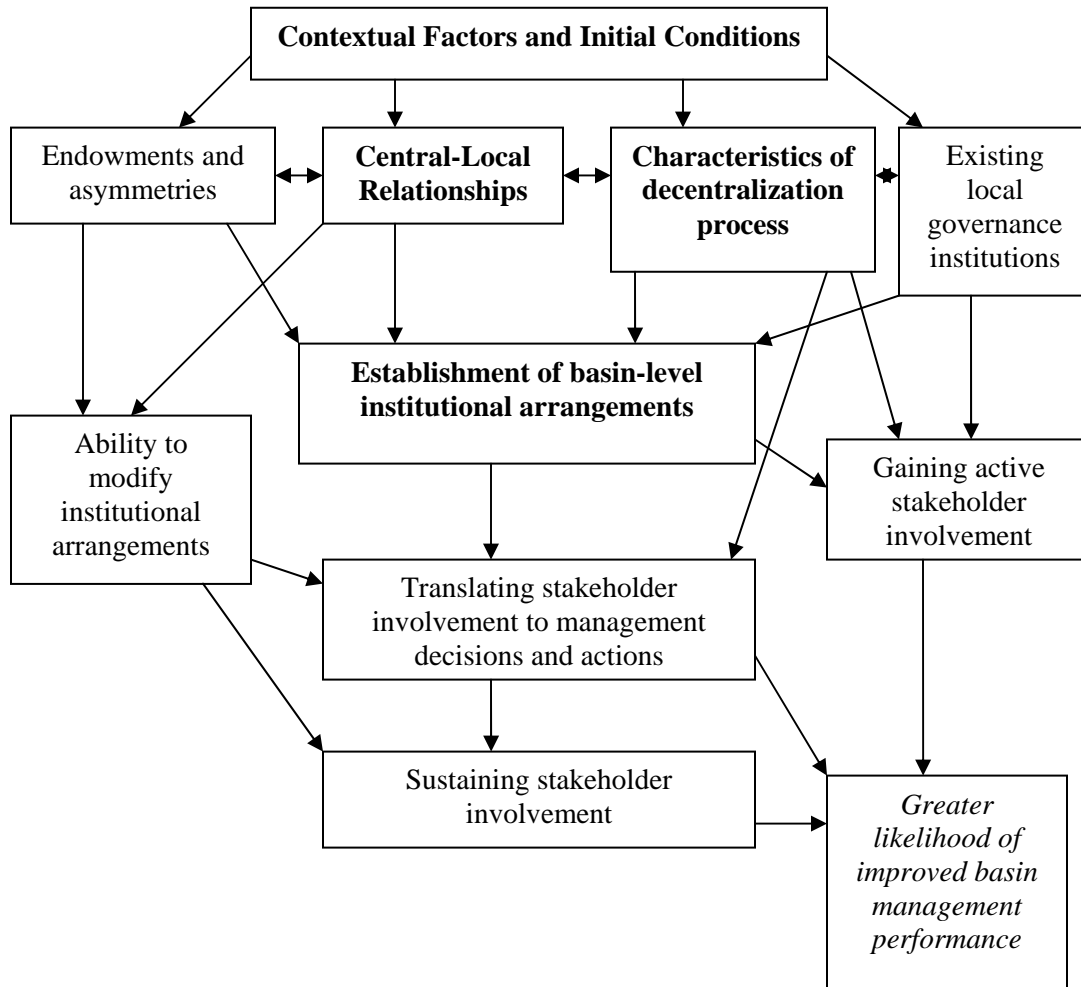 Contextual Factors and Initial Conditions
Endowments and
asymmetries
Central-Local
Relationships
Characteristics of
decentralization
process
Existing
local
governance
institutions
Establishment of basin-level
institutional arrangements
Ability to
modify
institutional
arrangements
Gaining active
stakeholder
involvement
Translating stakeholder
involvement to management
decisions and actions
Sustaining stakeholder
involvement
Greater
likelihood of
improved basin
management
performance